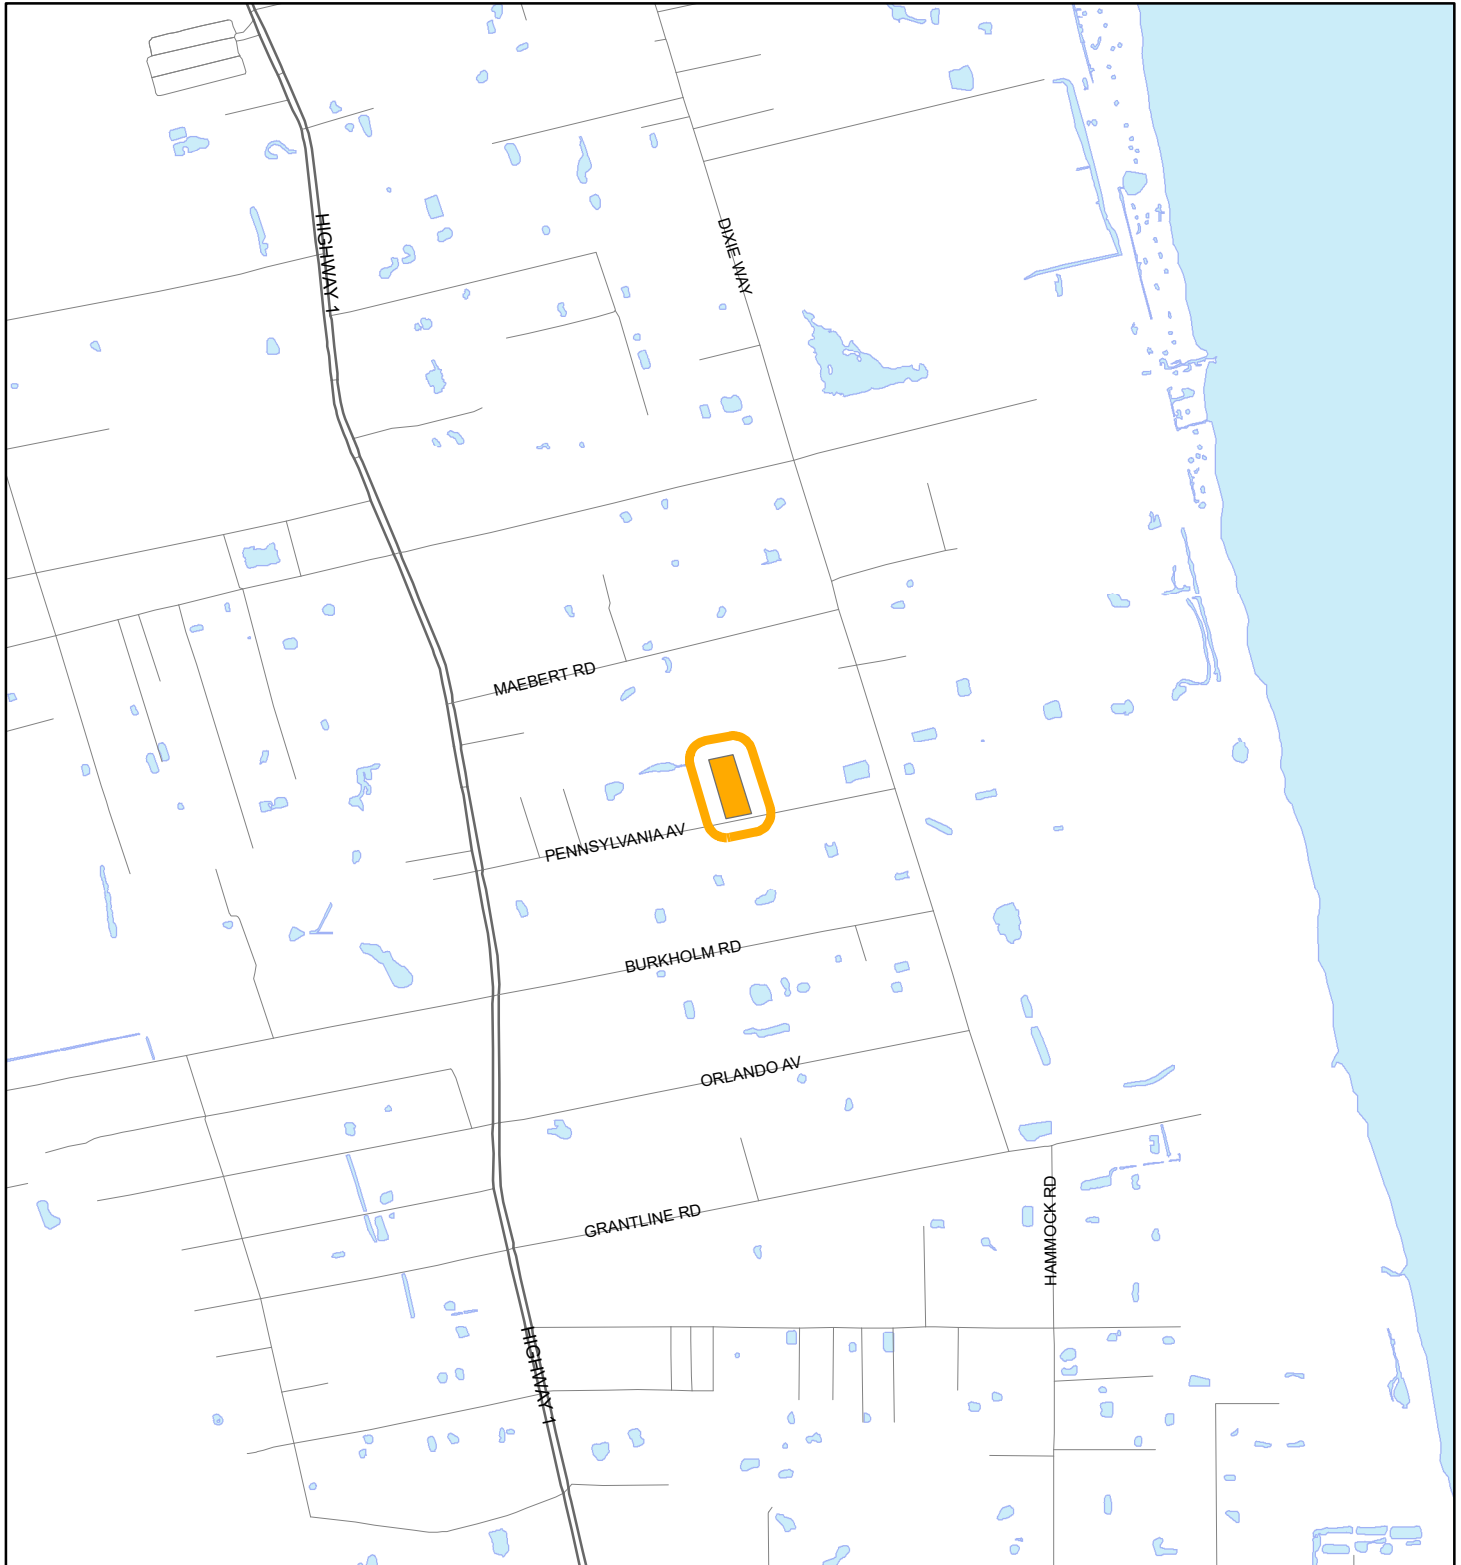 HIGHWAY 1
DIXIE WAY
MAEBERT RD
PENNSYLVANIA AV
BURKHOLM RD
ORLANDO AV
GRANTLINE RD
HAMMOCK RD
HIGHWAY 1